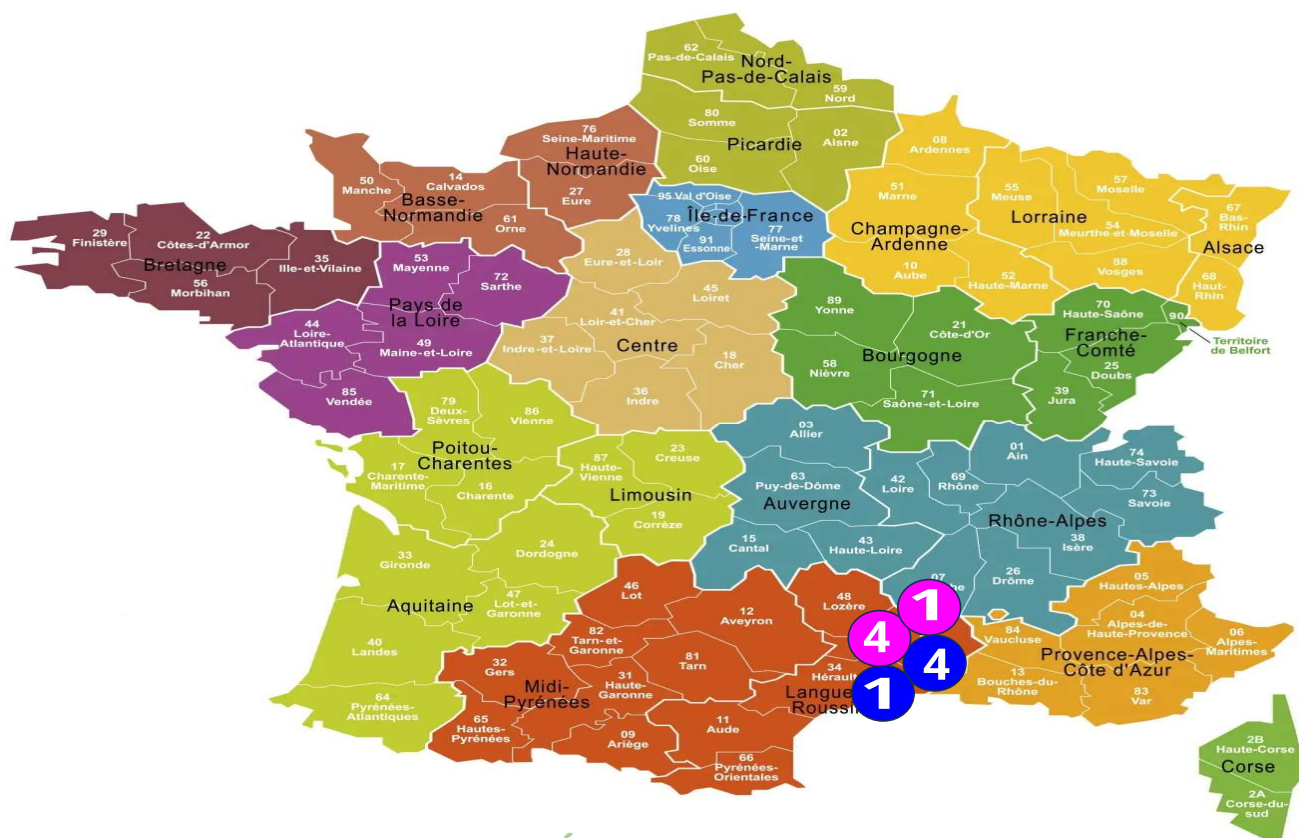 62
Pas-de-Calais
Nord-
Pas-de-Calais
59
Nord
80
Somme
02
Aisne
Picardie
60
Oise
76
Seine-Maritime
Haute-
Normandie
27
Eure
50
Manche
14
Calvados
Basse-
Normandie
61
Orne
95 Val d'Oise
Île-de-France
78
Yvelines
91
Essonne
77
Seine-et
-Marne
08
Ardennes
51
Marne
Champagne-
Ardenne
10
Aube
52
Haute-Marne
55
Meuse
57
Moselle
Lorraine
54
Meurthe-et-Moselle
88
Vosges
67
Bas-
Rhin
Alsace
68
Haut-
Rhin
29
Finistère
22
Côtes-d'Armor
35
Ille-et-Vilaine
Bretagne
56
Morbihan
53
Mayenne
72
Sarthe
Pays de
la Loire
44
Loire-
Atlantique
49
Maine-et-Loire
85
Vendée
28
Eure-et-Loir
45
Loiret
41
Loir-et-Cher
37
Indre-et-Loire
Centre
18
Cher
36
Indre
89
Yonne
21
Côte-d'Or
Bourgogne
58
Nièvre
71
Saône-et-Loire
70
Haute-Saône
90
Territoire
de Belfort
Franche-
Comté
25
Doubs
39
Jura
79
Deux-
Sèvres
86
Vienne
Poitou-
Charentes
17
Charente-
Maritime
16
Charente
23
Creuse
87
Haute-
Vienne
Limousin
19
Corrèze
03
Allier
63
Puy-de-Dôme
Auvergne
15
Cantal
43
Haute-Loire
42
Loire
69
Rhône
01
Ain
74
Haute-Savoie
73
Savoie
Rhône-Alpes
38
Isère
07
26
Drôme
24
Dordogne
33
Gironde
47
Lot-et-
Garonne
Aquitaine
40
Landes
64
Pyrénées-
Atlantiques
46
Lot
12
Aveyron
82
Tarn-et-
Garonne
81
Tarn
32
Gers
31
Haute-
Garonne
Midi-
Pyrénées
65
Hautes-
Pyrénées
09
Ariège
48
Lozère
34
Hérault
11
Aude
66
Pyrénées-
Orientales
1
4
4
1
05
Hautes-Alpes
04
Alpes-de-
Haute-Provence
06
Alpes-
Maritimes
84
Vaucluse
Provence-Alpes-
Côte d'Azur
13
Bouches-du-
Rhône
83
Var
2B
Haute-Corse
Corse
2A
Corse-du-
sud